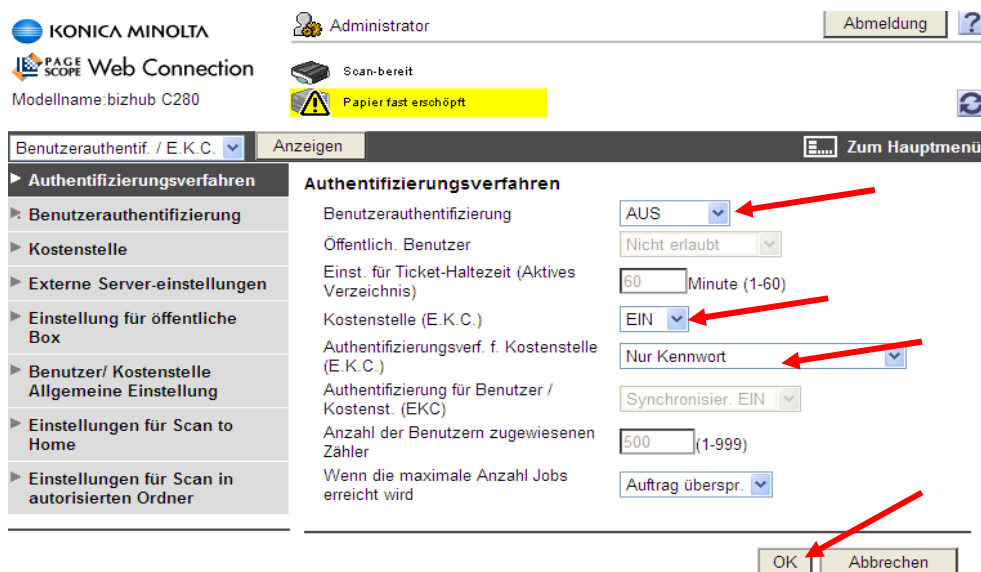 KONICA MINOLTA
PAGE SCOPE Web Connection
Modellname:bizhub C280
Administrator
Abmeldung
?
Scan-bereit
Papier fast erschöpft
Benutzerauthentif. / E.K.C.
Anzeigen
Zum Hauptmenü
Authentifizierungsverfahren
Benutzerauthentifizierung
Kostenstelle
Externe Server-einstellungen
Einstellung für öffentliche
Box
Benutzer/ Kostenstelle
Allgemeine Einstellung
Einstellungen für Scan to
Home
Einstellungen für Scan in
autorisierten Ordner
Authentifizierungsverfahren
Benutzerauthentifizierung
AUS
Öffentlich. Benutzer
Nicht erlaubt
Einst. für Ticket-Haltezeit (Aktives
Verzeichnis)
60 Minute (1-60)
Kostenstelle (E.K.C.)
EIN
Authentifizierungsverf. f. Kostenstelle
(E.K.C.)
Nur Kennwort
Authentifizierung für Benutzer /
Kostenst. (EKC)
Synchronisier. EIN
Anzahl der Benutzern zugewiesenen
Zähler
500 (1-999)
Wenn die maximale Anzahl Jobs
erreicht wird
Auftrag überspr.
OK
Abbrechen